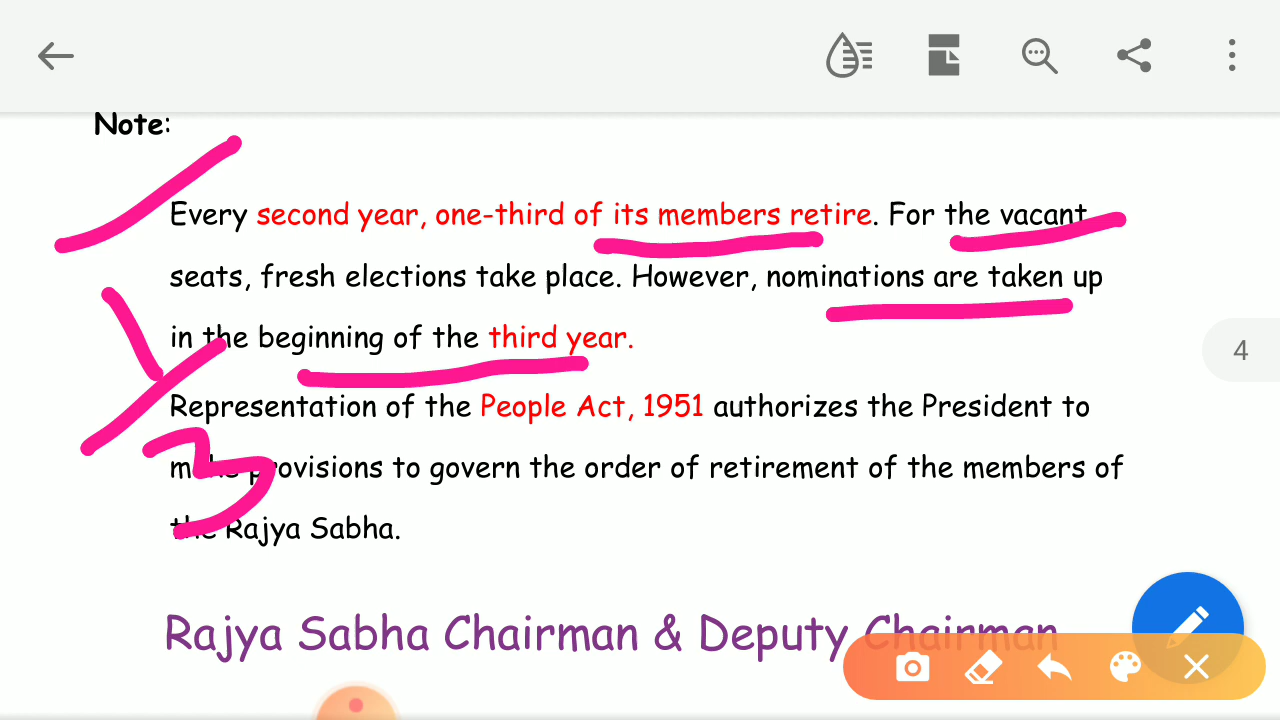 Note:
Every second year, one-third of its members retire. For the vacant
seats, fresh elections take place. However, nominations are taken up
in the beginning of the third year.
Representation of the People Act, 1951 authorizes the President to
make provisions to govern the order of retirement of the members of
the Rajya Sabha.
1/3
4
Rajya Sabha Chairman & Deputy Chairman